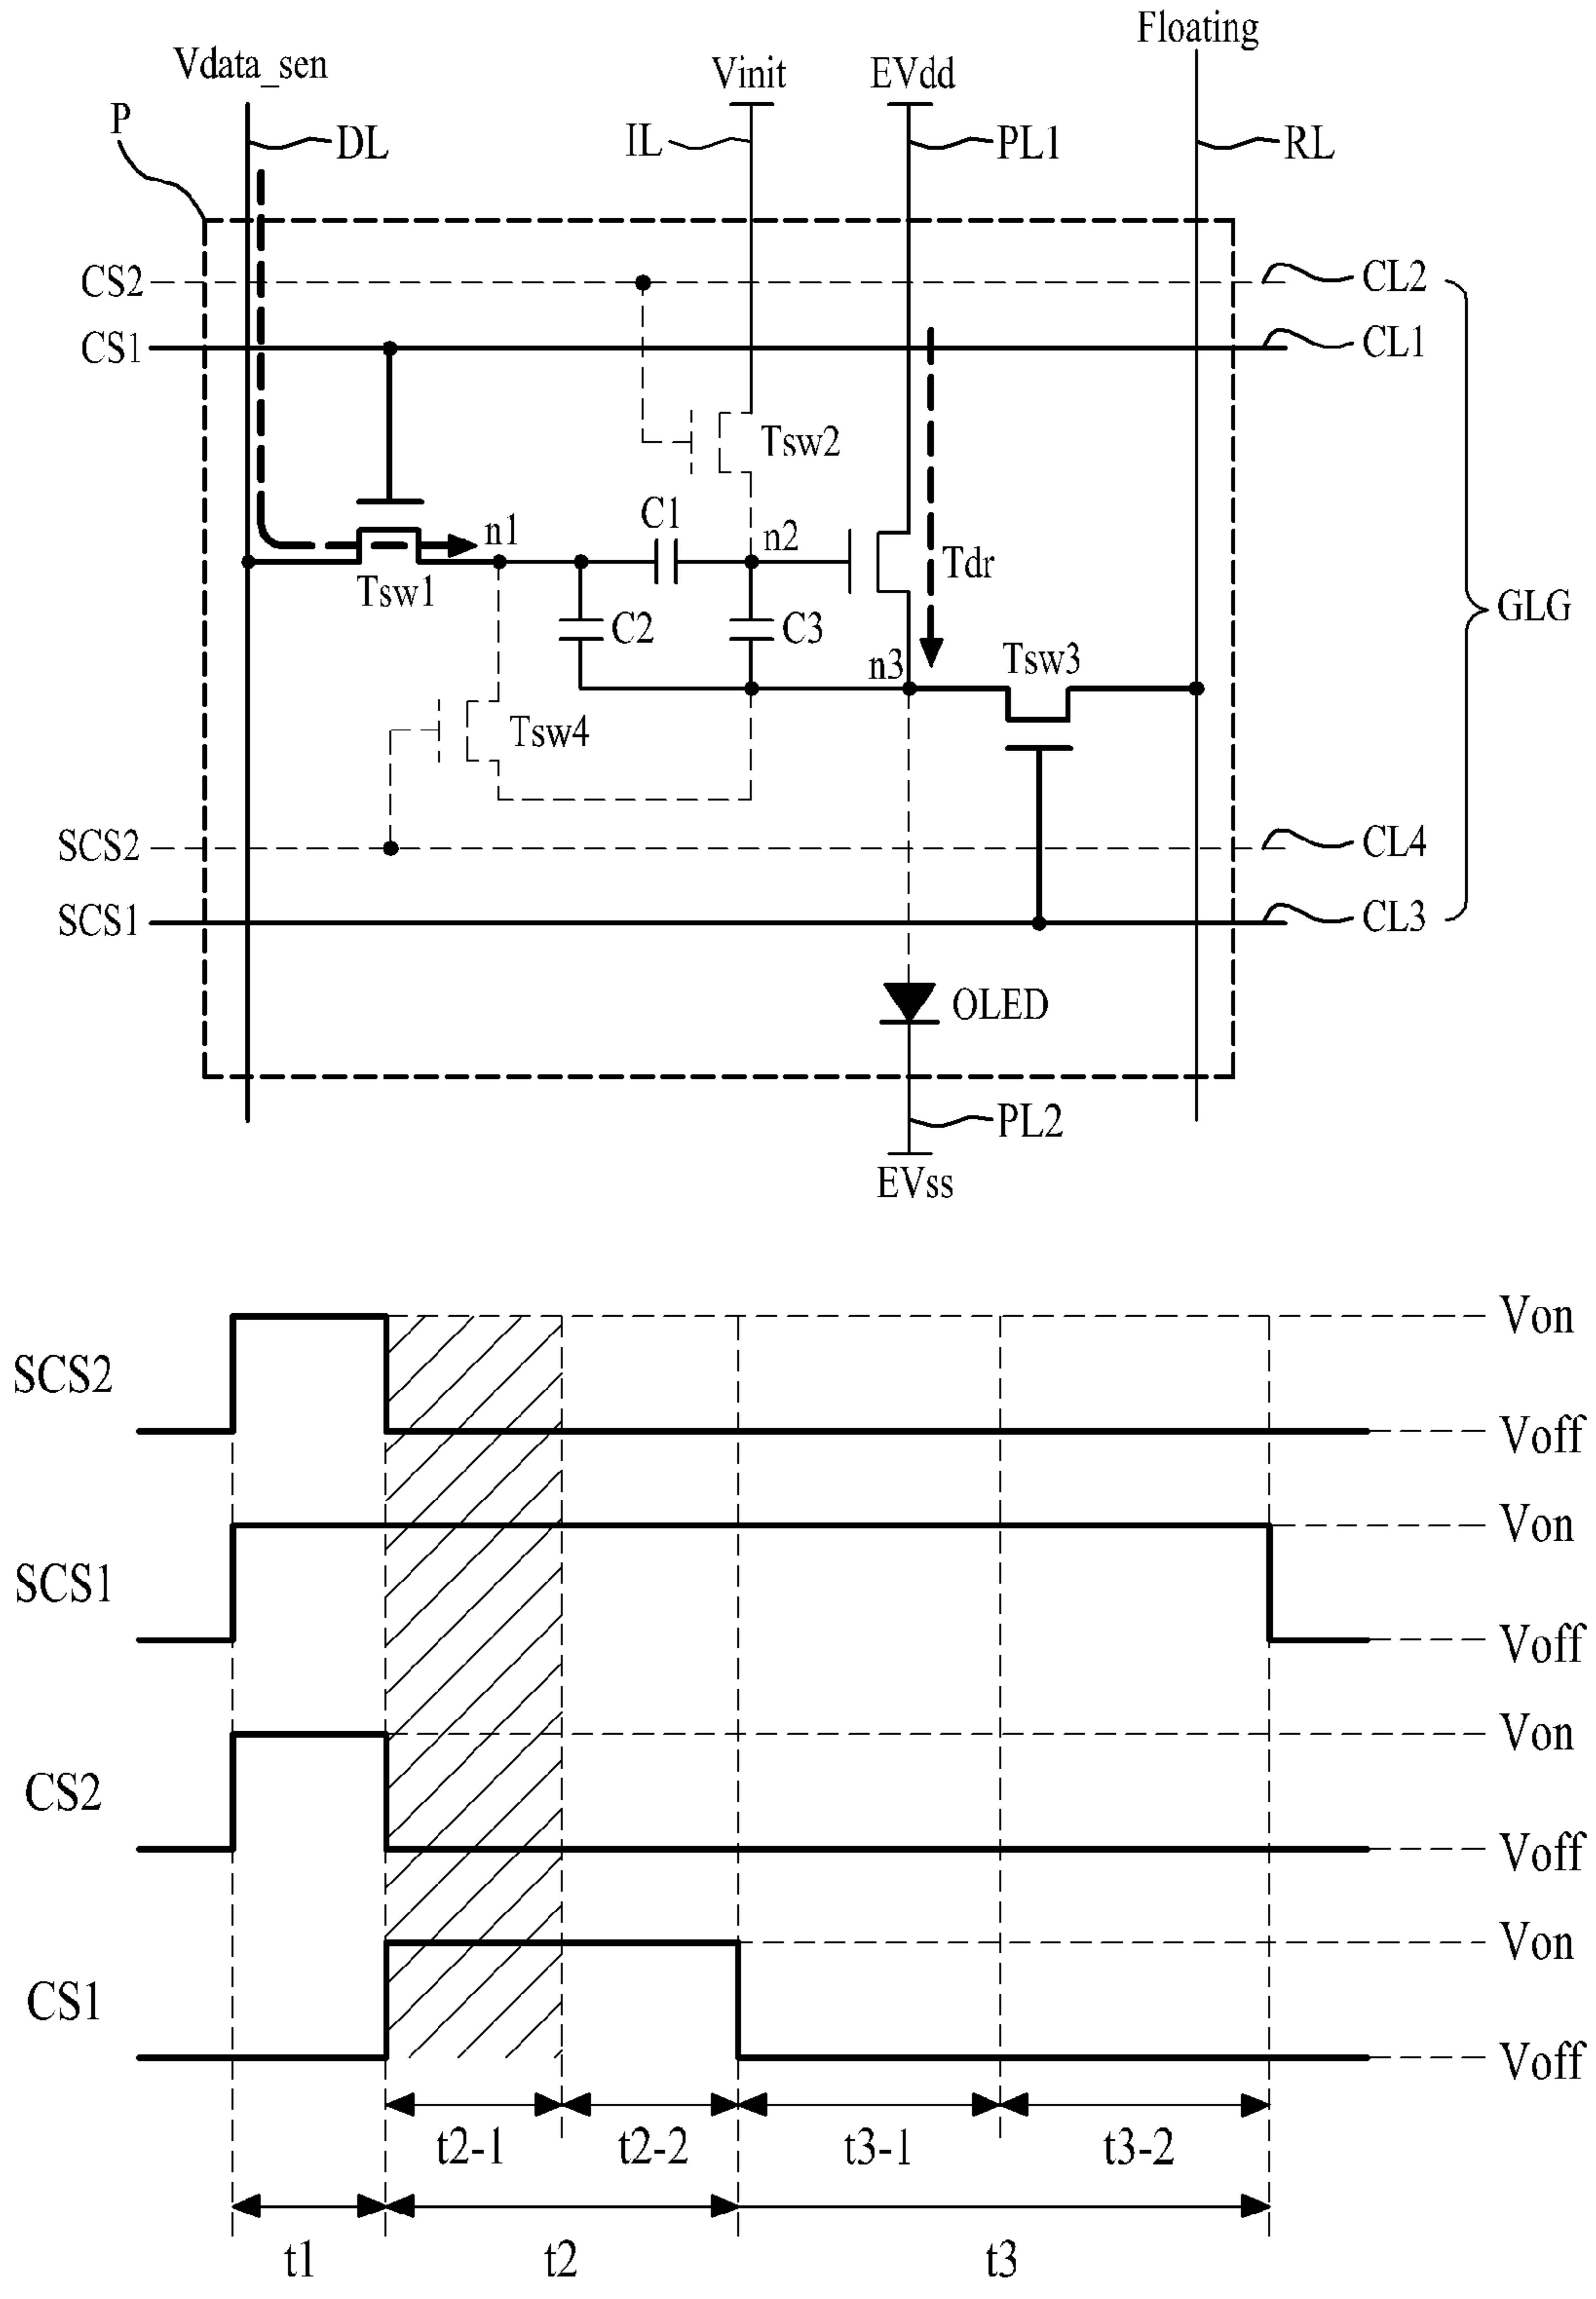 Floating
Vdata_sen
Vinit
EVdd
P
DL
IL
PL1
RL
CS2
CL2
CS1
CL1
Tsw2
C1
n1
n2
Tdr
Tsw1
GLG
C2
C3
n3
Tsw3
Tsw4
SCS2
CL4
SCS1
CL3
OLED
PL2
EVss
Von
SCS2
Voff
Von
SCS1
Voff
Von
CS2
Voff
Von
CS1
Voff
t2-1
t2-2
t3-1
t3-2
t1
t2
t3